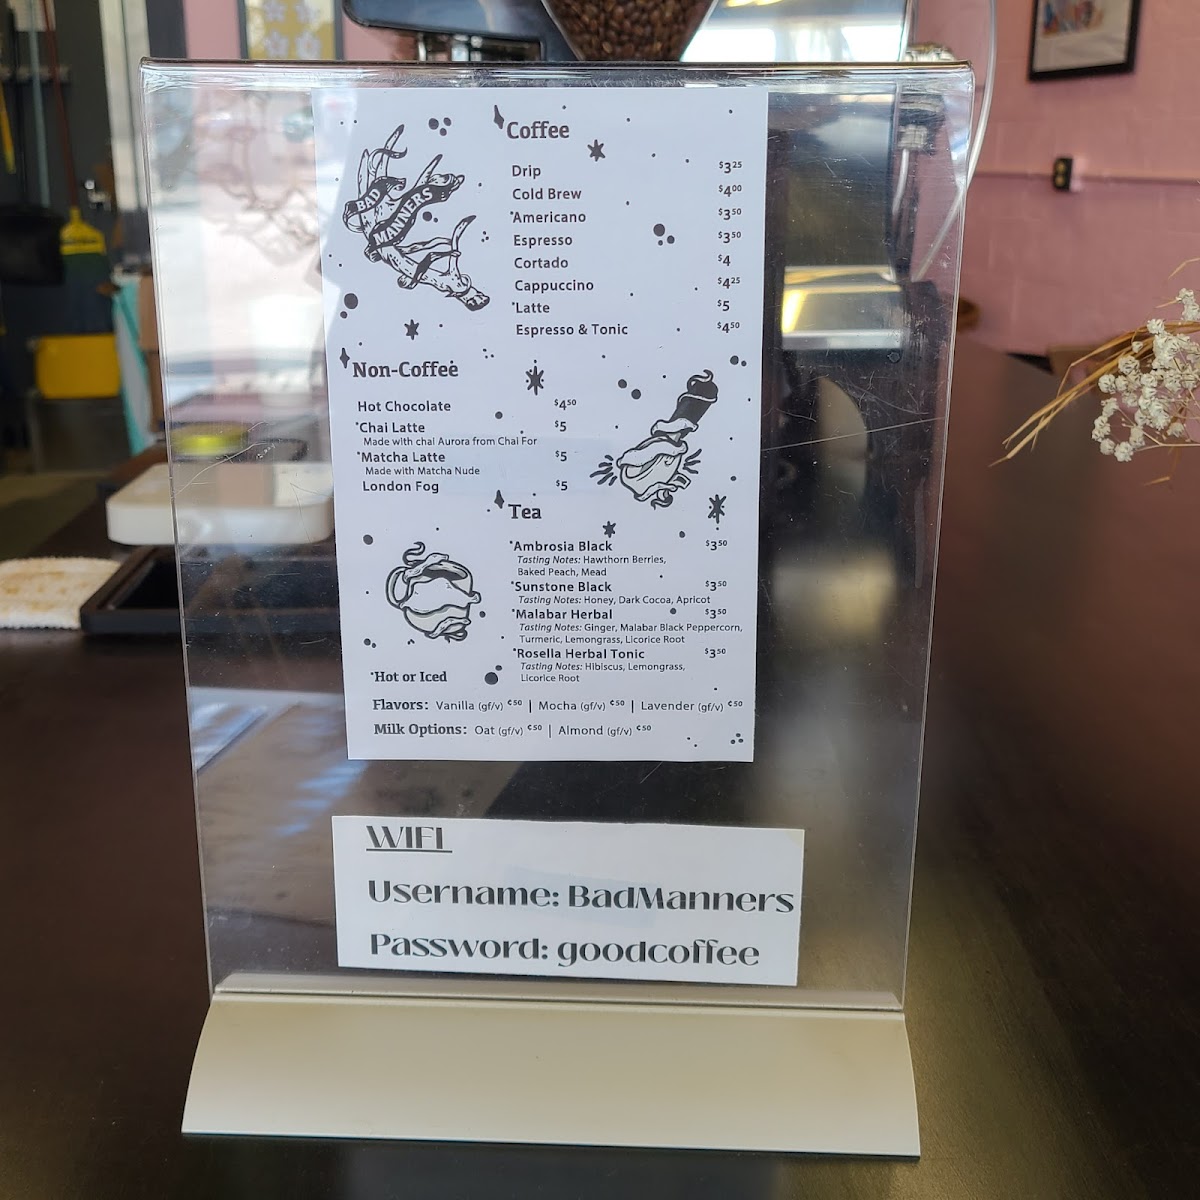 BAD
MANNERS
Coffee
Drip $3.25
Cold Brew $4.00
*Americano $3.50
Espresso $3.50
Cortado $4
Cappuccino $4.25
*Latte $5
Espresso & Tonic $4.50
Non-Coffee
Hot Chocolate $4.50
*Chai Latte $5
Made with chai Aurora from Chai For
*Matcha Latte $5
Made with Matcha Nude
London Fog $5
Tea
*Ambrosia Black $3.50
Tasting Notes: Hawthorn Berries,
Baked Peach, Mead
*Sunstone Black $3.50
Tasting Notes: Honey, Dark Cocoa, Apricot
*Malabar Herbal $3.50
Tasting Notes: Ginger, Malabar Black Peppercorn,
Turmeric, Lemongrass, Licorice Root
*Rosella Herbal Tonic $3.50
Tasting Notes: Hibiscus, Lemongrass,
Licorice Root
*Hot or Iced
Flavors: Vanilla (gf/v) ¢50 | Mocha (gf/v) ¢50 | Lavender (gf/v) ¢50
Milk Options: Oat (gf/v) ¢50 | Almond (gf/v) ¢50
WIFI
Username: BadManners
Password: goodcoffee